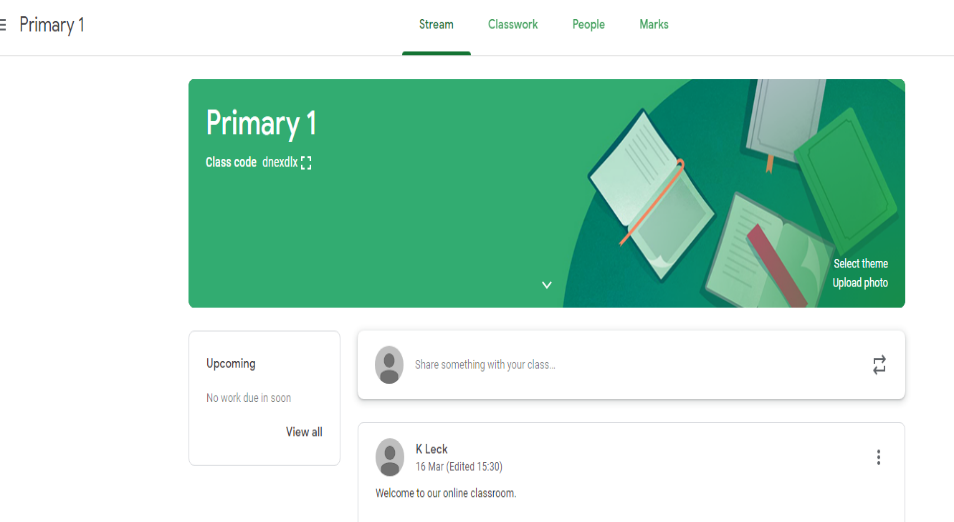 Primary 1
Stream Classwork People Marks
Primary 1
Class code dnexdlx
Select theme
Upload photo
Upcoming
No work due in soon
View all
Share something with your class...
K Leck
16 Mar (Edited 15:30)
Welcome to our online classroom.